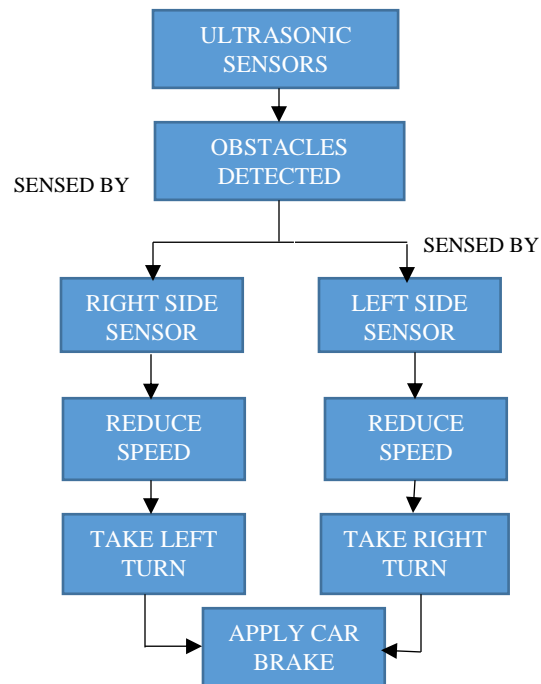 ULTRASONIC
SENSORS
OBSTACLES
DETECTED
SENSED BY
SENSED BY
RIGHT SIDE
SENSOR
LEFT SIDE
SENSOR
REDUCE
SPEED
REDUCE
SPEED
TAKE LEFT
TURN
TAKE RIGHT
TURN
APPLY CAR
BRAKE